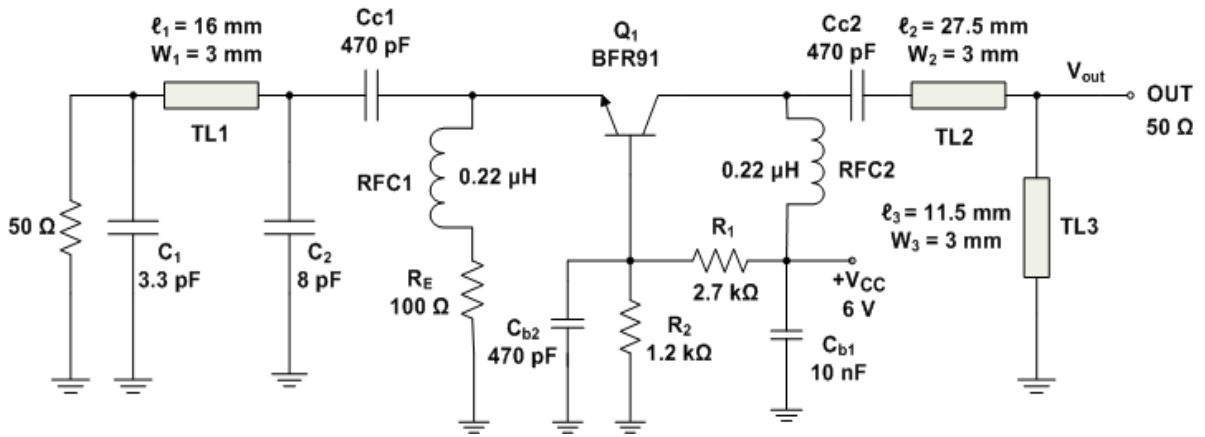 ℓ₁ = 16 mm
W₁ = 3 mm
TL1
Cc1
470 pF
Q₁
BFR91
Cc2
470 pF
ℓ₂ = 27.5 mm
W₂ = 3 mm
TL2
Vout
OUT
50 Ω
50 Ω
C₁
3.3 pF
C₂
8 pF
RFC1
0.22 µH
RE
100 Ω
Cb2
470 pF
R₂
1.2 kΩ
R₁
2.7 kΩ
0.22 µH
RFC2
+VCC
6 V
Cb1
10 nF
ℓ₃ = 11.5 mm
W₃ = 3 mm
TL3